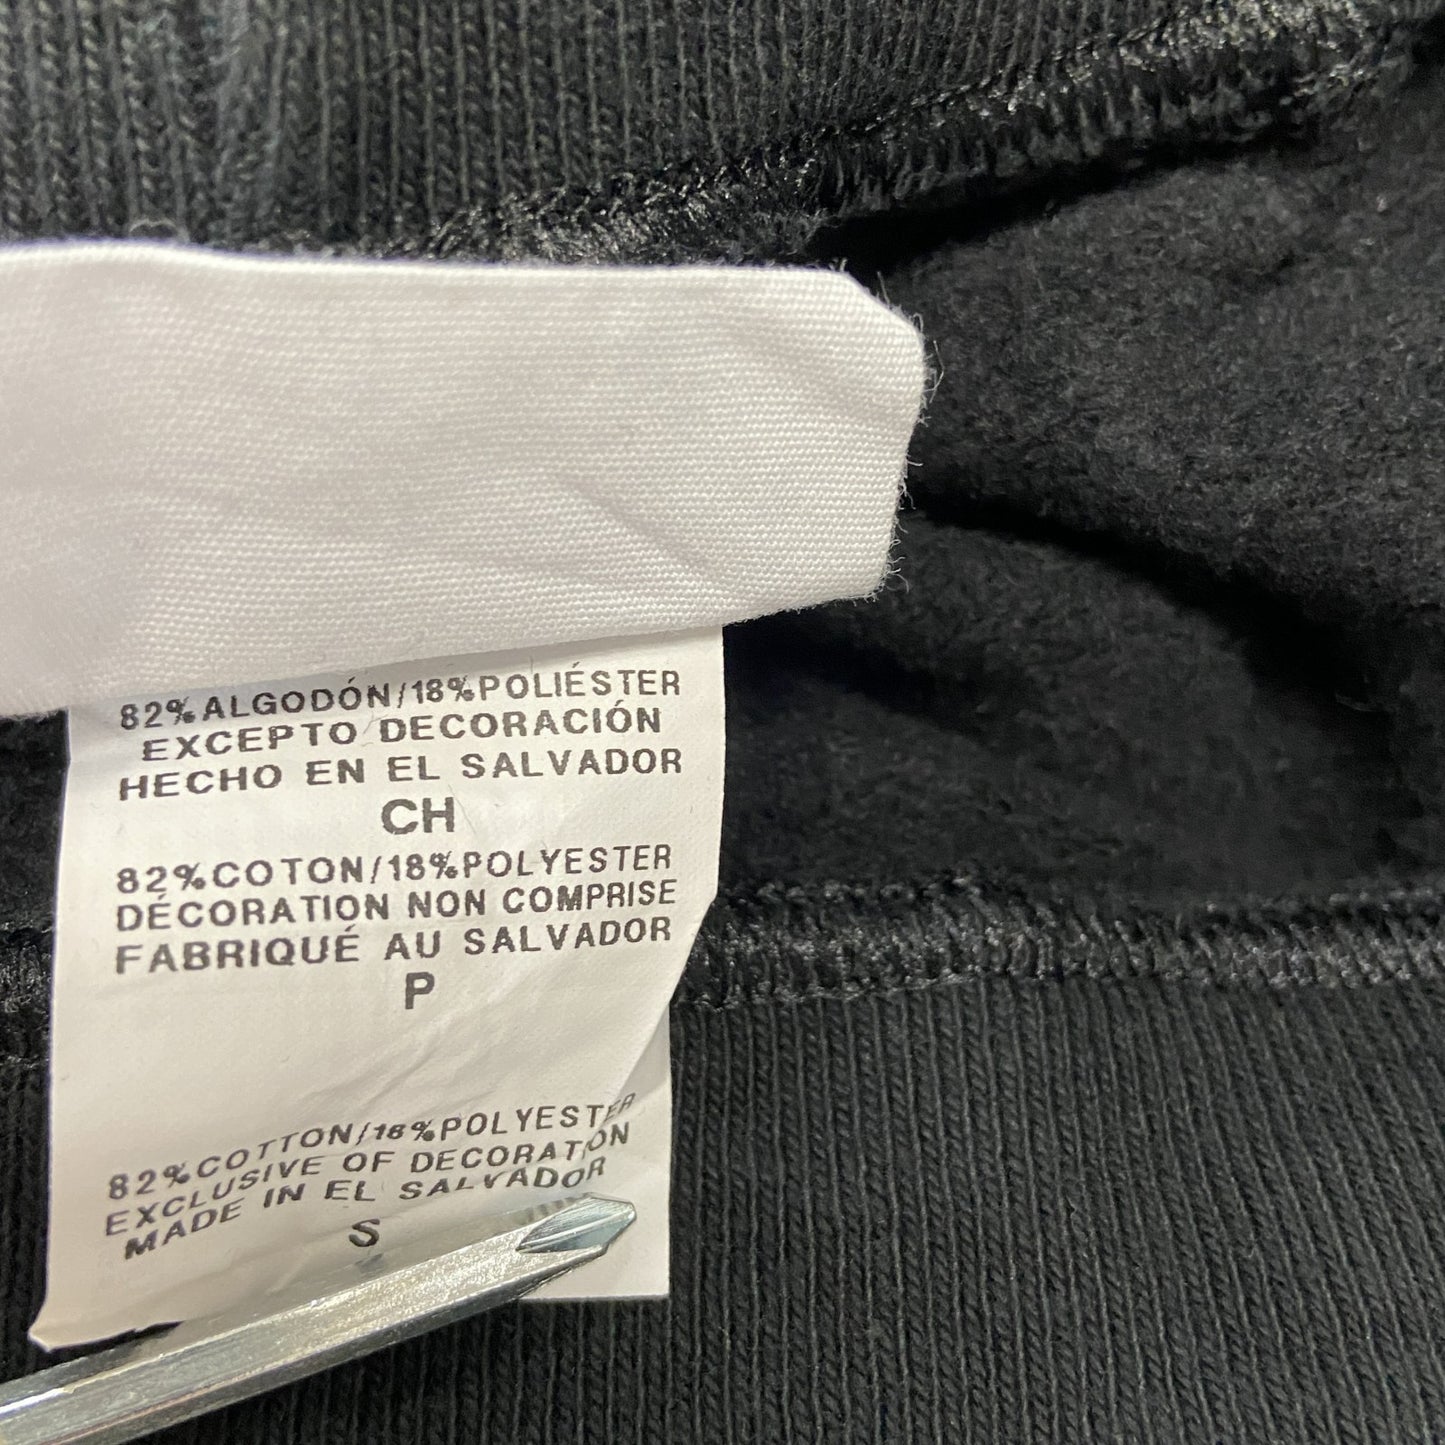 82% ALGODÓN/18% POLIÉSTER
EXCEPTO DECORACIÓN
HECHO EN EL SALVADOR
CH
82% COTON/18% POLYESTER
DÉCORATION NON COMPRISE
FABRIQUÉ AU SALVADOR
P
82% COTTON/18% POLYESTER
EXCLUSIVE OF DECORATION
MADE IN EL SALVADOR
S